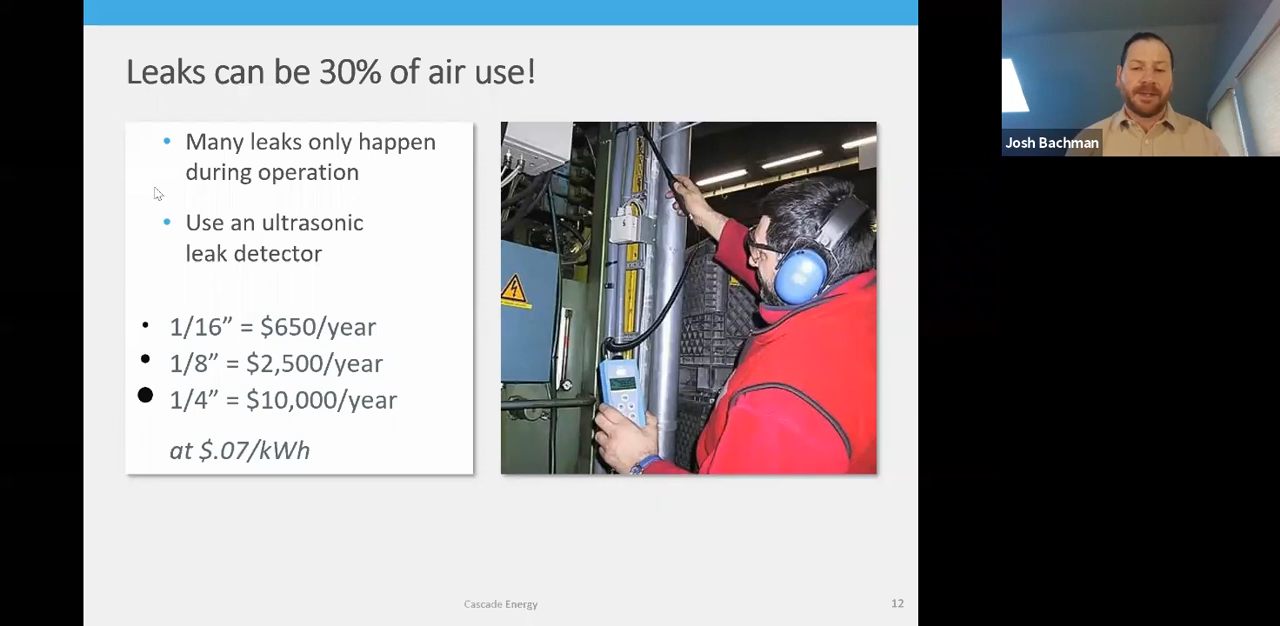 Leaks can be 30% of air use!
Many leaks only happen
during operation
Use an ultrasonic
leak detector
1/16” = $650/year
1/8” = $2,500/year
1/4” = $10,000/year
at $.07/kWh
Josh Bachman
Cascade Energy
12